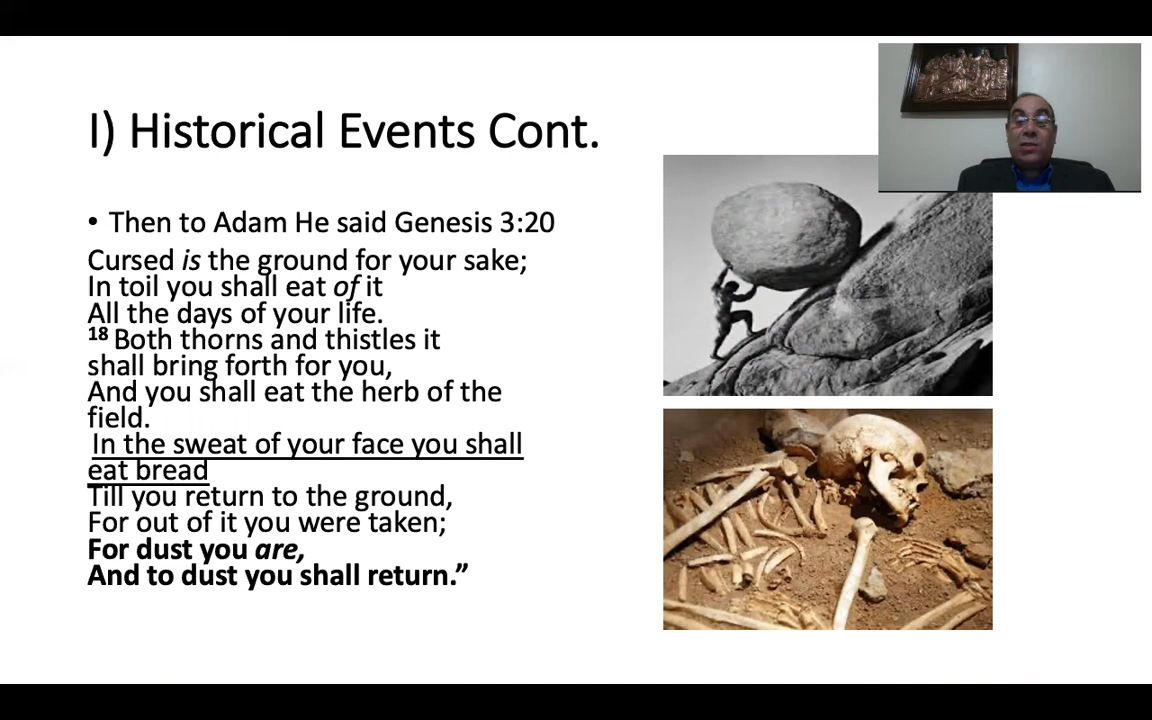 I) Historical Events Cont.
• Then to Adam He said Genesis 3:20
Cursed is the ground for your sake;
In toil you shall eat of it
All the days of your life.
18 Both thorns and thistles it
shall bring forth for you,
And you shall eat the herb of the
field.
In the sweat of your face you shall
eat bread
Till you return to the ground,
For out of it you were taken;
For dust you are,
And to dust you shall return.”